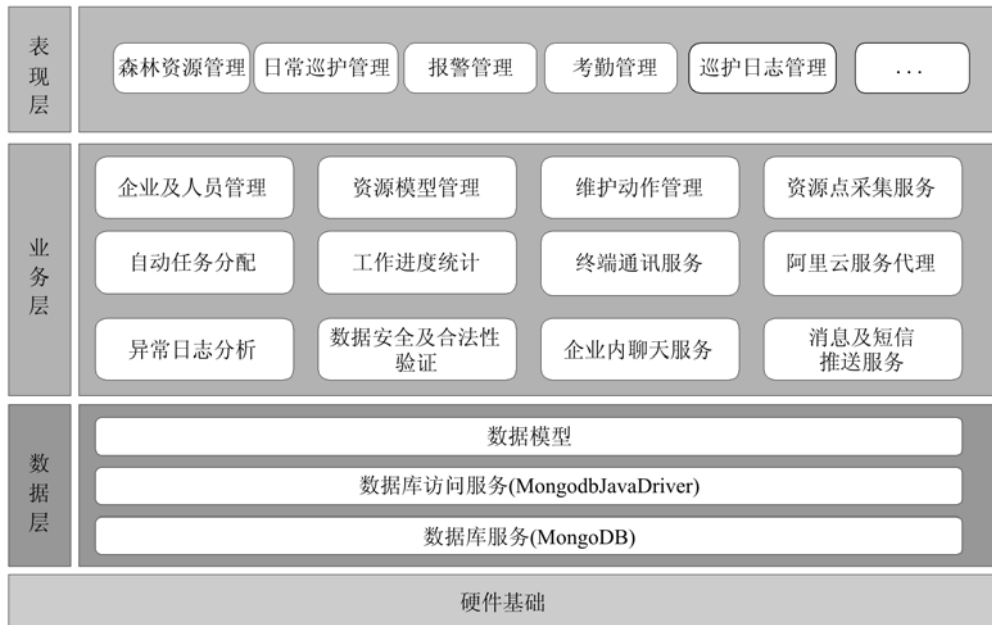 表现层
森林资源管理
日常巡护管理
报警管理
考勤管理
巡护日志管理
...
业务层
企业及人员管理
资源模型管理
维护动作管理
资源点采集服务
自动任务分配
工作进度统计
终端通讯服务
阿里云服务代理
异常日志分析
数据安全及合法性
验证
企业内聊天服务
消息及短信
推送服务
数据层
数据模型
数据库访问服务(MongodbJavaDriver)
数据库服务(MongoDB)
硬件基础